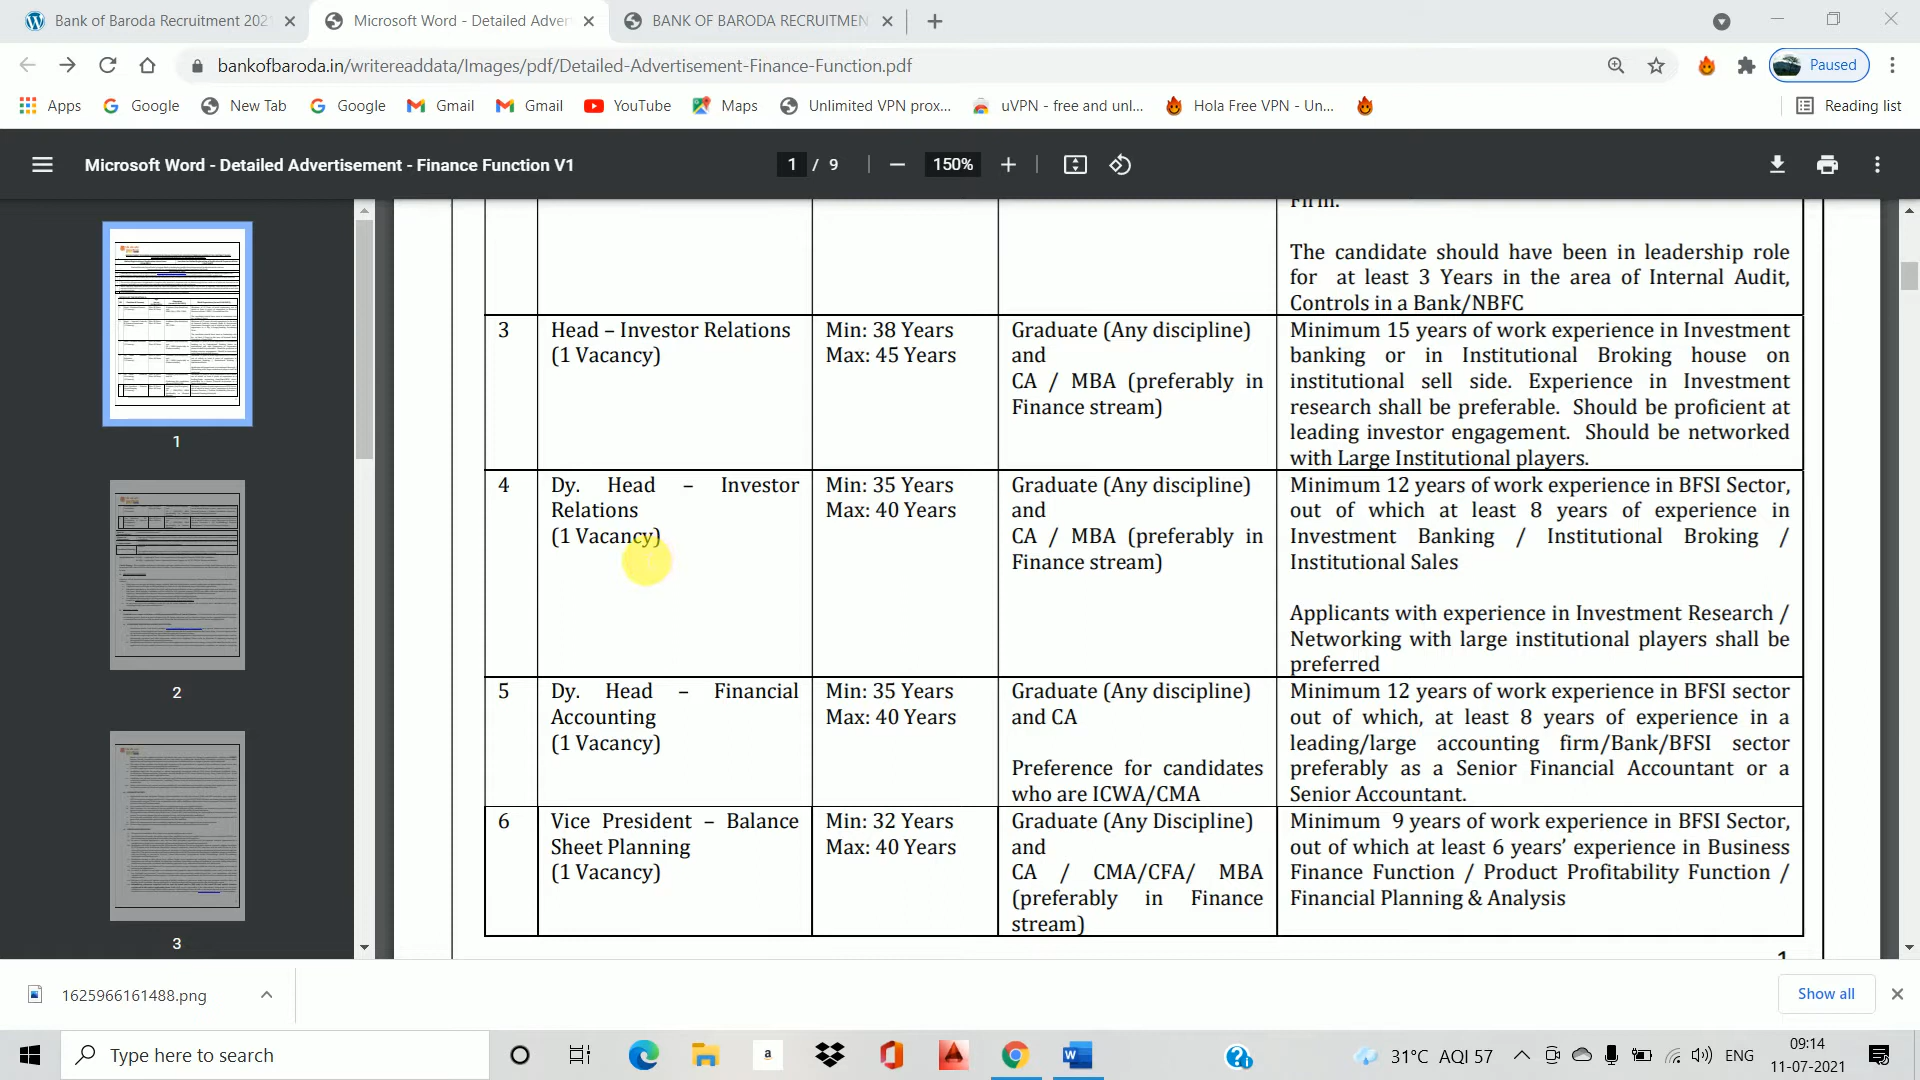 Bank of Baroda Recruitment 202
Microsoft Word - Detailed Adver
BANK OF BARODA RECRUITMEN
bankofbaroda.in/writereaddata/Images/pdf/Detailed-Advertisement-Finance-Function.pdf
Paused
Apps
Google
New Tab
Google
Gmail
Gmail
YouTube
Maps
Unlimited VPN prox...
uVPN - free and unl...
Hola Free VPN - Un...
Reading list
Microsoft Word - Detailed Advertisement - Finance Function V1
1 / 9
150%
1
2
3
Firm.
The candidate should have been in leadership role
for at least 3 Years in the area of Internal Audit,
Controls in a Bank/NBFC
3
Head – Investor Relations
(1 Vacancy)
Min: 38 Years
Max: 45 Years
Graduate (Any discipline)
and
CA / MBA (preferably in
Finance stream)
Minimum 15 years of work experience in Investment
banking or in Institutional Broking house on
institutional sell side. Experience in Investment
research shall be preferable. Should be proficient at
leading investor engagement. Should be networked
with Large Institutional players.
4
Dy. Head – Investor
Relations
(1 Vacancy)
Min: 35 Years
Max: 40 Years
Graduate (Any discipline)
and
CA / MBA (preferably in
Finance stream)
Minimum 12 years of work experience in BFSI Sector,
out of which at least 8 years of experience in
Investment Banking / Institutional Broking /
Institutional Sales
Applicants with experience in Investment Research /
Networking with large institutional players shall be
preferred
5
Dy. Head – Financial
Accounting
(1 Vacancy)
Min: 35 Years
Max: 40 Years
Graduate (Any discipline)
and CA
Preference for candidates
who are ICWA/CMA
Minimum 12 years of work experience in BFSI sector
out of which, at least 8 years of experience in a
leading/large accounting firm/Bank/BFSI sector
preferably as a Senior Financial Accountant or a
Senior Accountant.
6
Vice President – Balance
Sheet Planning
(1 Vacancy)
Min: 32 Years
Max: 40 Years
Graduate (Any Discipline)
and
CA / CMA/CFA/ MBA
(preferably in Finance
stream)
Minimum 9 years of work experience in BFSI Sector,
out of which at least 6 years’ experience in Business
Finance Function / Product Profitability Function /
Financial Planning & Analysis
1
1625966161488.png
Show all
Type here to search
31°C AQI 57
ENG
09:14
11-07-2021